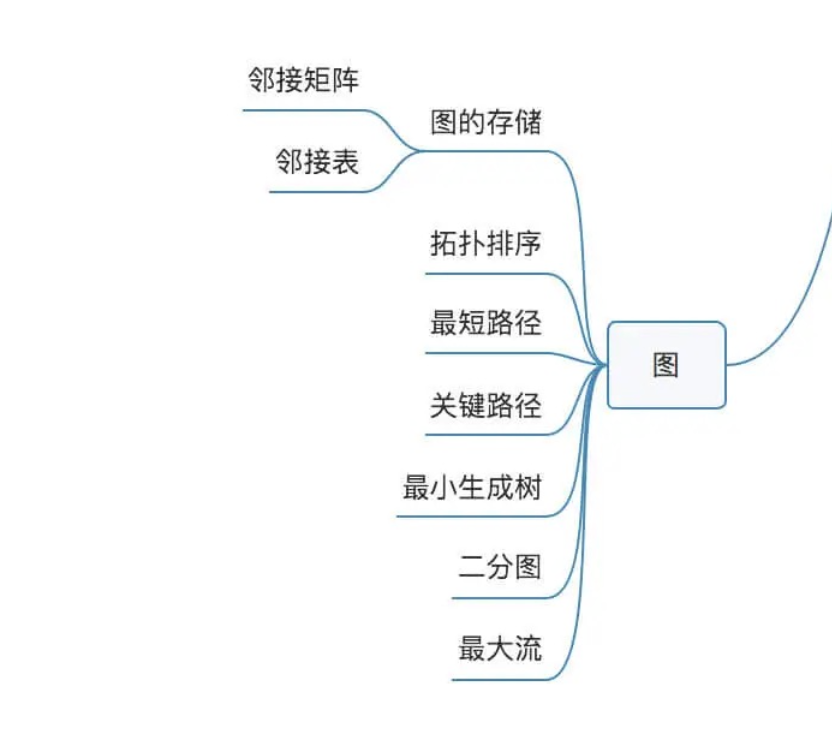 邻接矩阵
图的存储
邻接表
拓扑排序
最短路径
图
关键路径
最小生成树
二分图
最大流